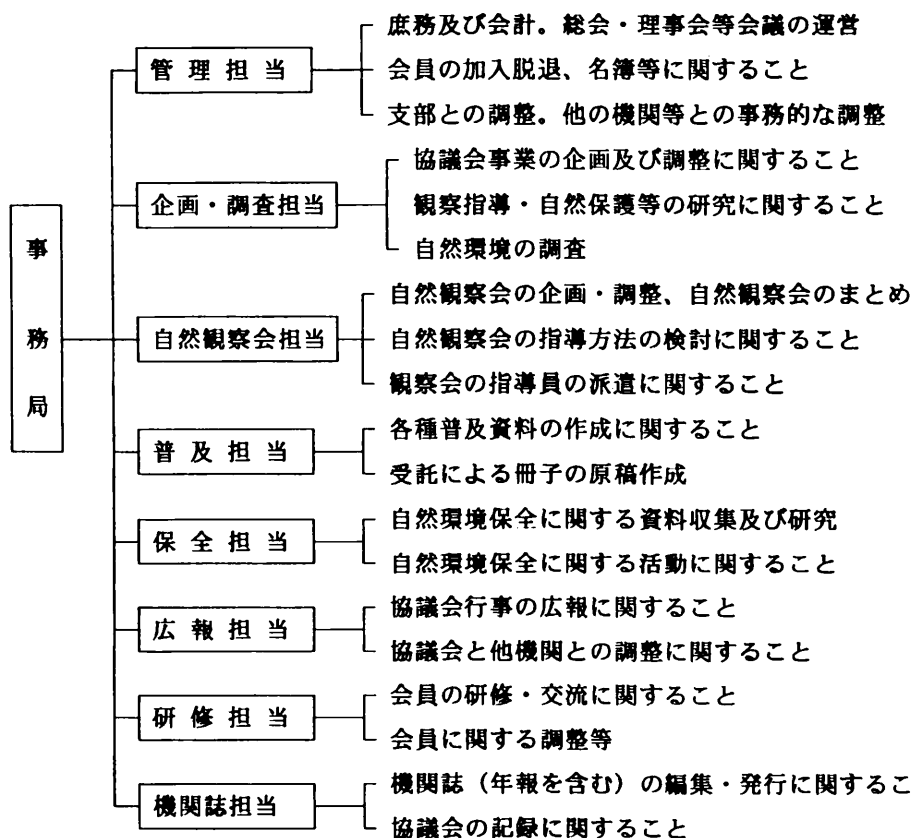 事務局
管理担当
庶務及び会計。総会・理事会等会議の運営
会員の加入脱退、名簿等に関すること
支部との調整。他の機関等との事務的な調整
企画・調査担当
協議会事業の企画及び調整に関すること
観察指導・自然保護等の研究に関すること
自然環境の調査
自然観察会担当
自然観察会の企画・調整、自然観察会のまとめ
自然観察会の指導方法の検討に関すること
観察会の指導員の派遣に関すること
普及担当
各種普及資料の作成に関すること
受託による冊子の原稿作成
保全担当
自然環境保全に関する資料収集及び研究
自然環境保全に関する活動に関すること
広報担当
協議会行事の広報に関すること
協議会と他機関との調整に関すること
研修担当
会員の研修・交流に関すること
会員に関する調整等
機関誌担当
機関誌（年報を含む）の編集・発行に関するこ
協議会の記録に関すること